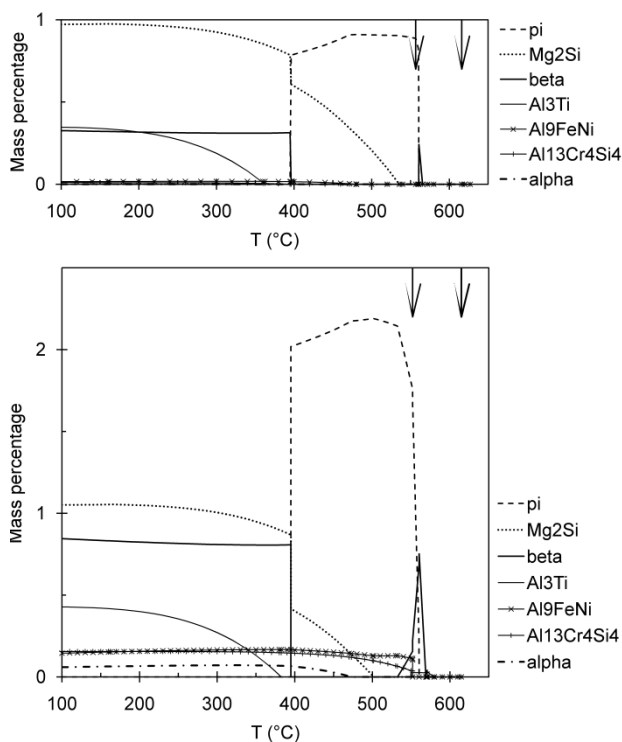 1
0
Mass percentage
100 200 300 400 500 600
T (°C)
pi
Mg2Si
beta
Al3Ti
Al9FeNi
Al13Cr4Si4
alpha
2
1
0
Mass percentage
100 200 300 400 500 600
T (°C)
pi
Mg2Si
beta
Al3Ti
Al9FeNi
Al13Cr4Si4
alpha